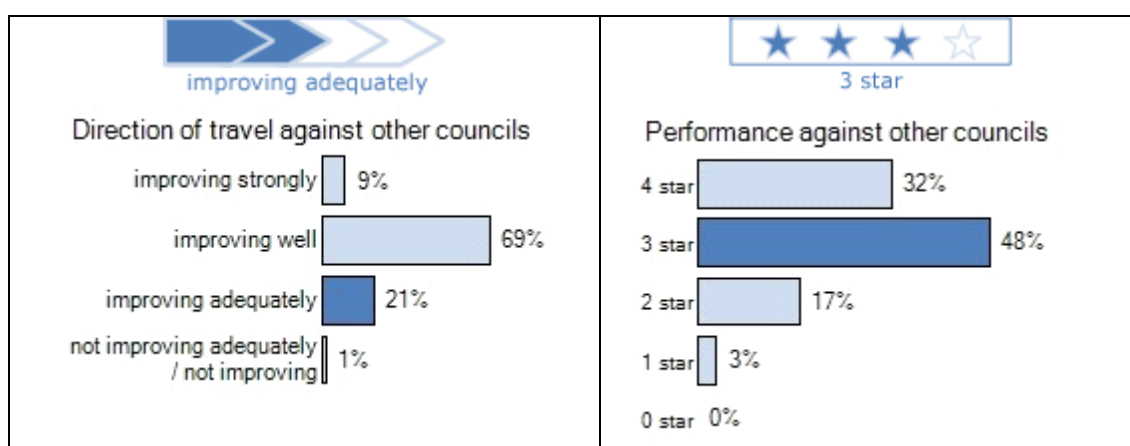 improving adequately
Direction of travel against other councils
improving strongly 9%
improving well 69%
improving adequately 21%
not improving adequately
/ not improving 1%
3 star
Performance against other councils
4 star 32%
3 star 48%
2 star 17%
1 star 3%
0 star 0%